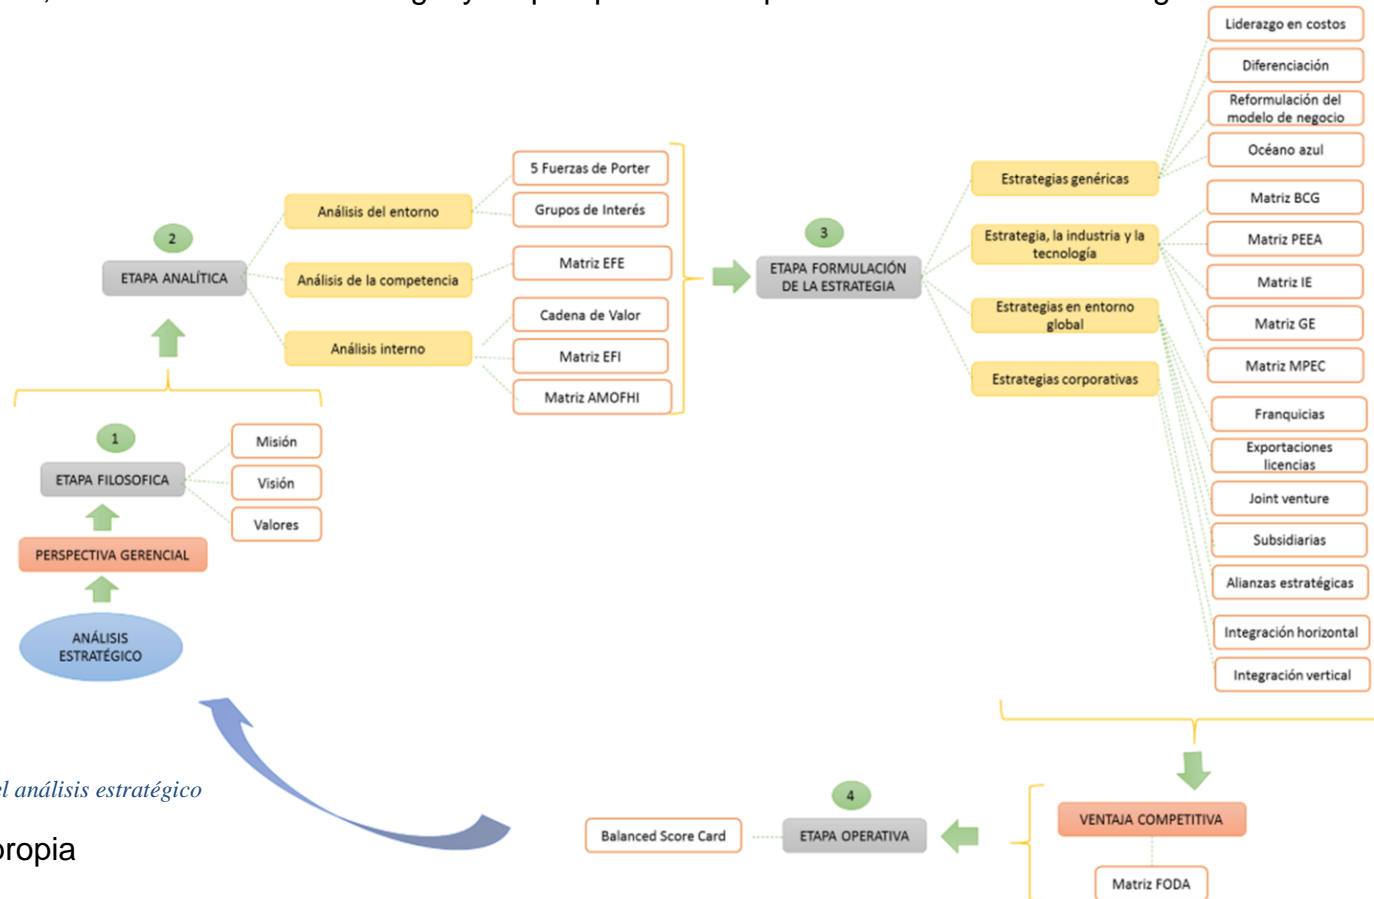 Liderazgo en costos
Diferenciación
Reformulación del
modelo de negocio
Océano azul
5 Fuerzas de Porter
Grupos de Interés
Análisis del entorno
2
ETAPA ANALÍTICA
Análisis de la competencia
Matriz EFE
Análisis interno
Cadena de Valor
Matriz EFI
Matriz AMOFHI
3
ETAPA FORMULACIÓN
DE LA ESTRATEGIA
Estrategias genéricas
Estrategia, la industria y la
tecnología
Estrategias en entorno
global
Estrategias corporativas
Matriz BCG
Matriz PEEA
Matriz IE
Matriz GE
Matriz MPEC
Franquicias
Exportaciones
licencias
Joint venture
Subsidiarias
Alianzas estratégicas
Integración horizontal
Integración vertical
1
ETAPA FILOSOFICA
Misión
Visión
Valores
PERSPECTIVA GERENCIAL
ANÁLISIS
ESTRATÉGICO
análisis estratégico
4
Balanced Score Card
ETAPA OPERATIVA
VENTAJA COMPETITIVA
Matriz FODA
propia